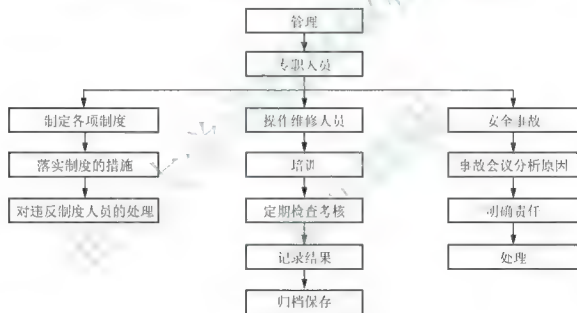 管理
专职人员
制定各项制度
操作维修人员
安全事故
落实制度的措施
培训
事故会议分析原因
对违反制度人员的处理
定期检查考核
明确责任
记录结果
处理
归档保存